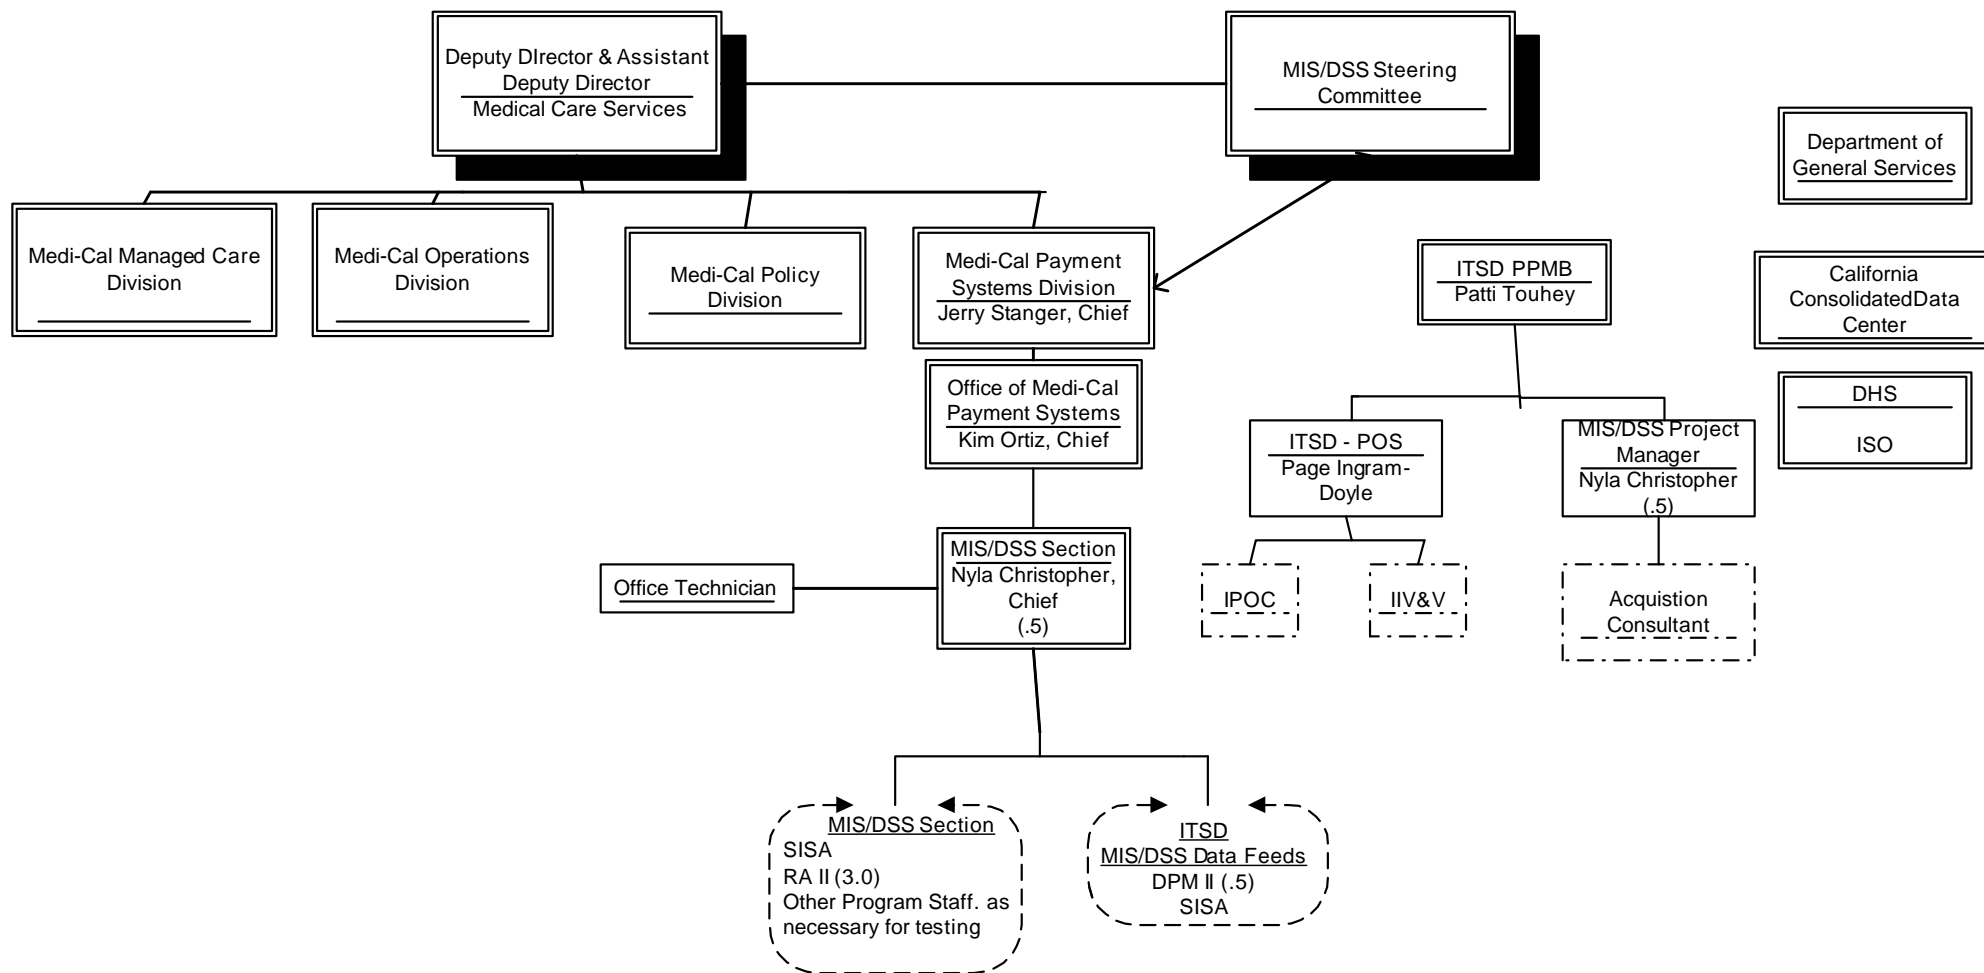 Deputy DIrector & Assistant
Deputy Director
Medical Care Services
MIS/DSS Steering
Committee
Department of
General Services
Medi-Cal Managed Care
Division
Medi-Cal Operations
Division
Medi-Cal Policy
Division
Medi-Cal Payment
Systems Division
Jerry Stanger, Chief
ITSD PPMB
Patti Touhey
California
ConsolidatedData
Center
Office of Medi-Cal
Payment Systems
Kim Ortiz, Chief
ITSD - POS
Page Ingram-
Doyle
MIS/DSS Project
Manager
Nyla Christopher
(.5)
DHS
ISO
Office Technician
MIS/DSS Section
Nyla Christopher,
Chief
(.5)
IPOC
IIV&V
Acquistion
Consultant
MIS/DSS Section
SISA
RA II (3.0)
Other Program Staff. as
necessary for testing
ITSD
MIS/DSS Data Feeds
DPM II (.5)
SISA